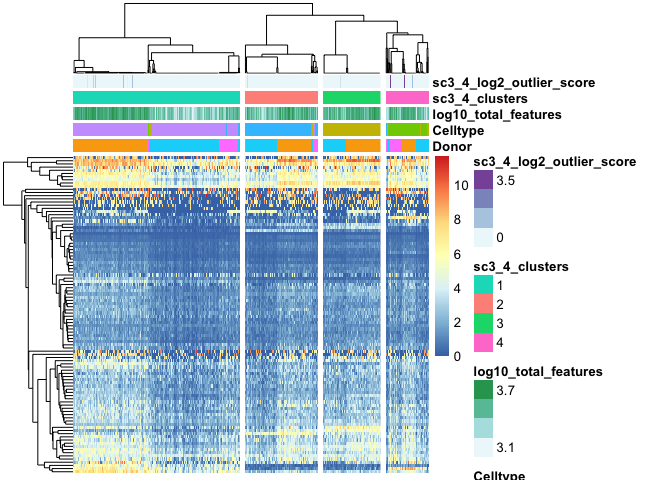 sc3_4_log2_outlier_score
sc3_4_clusters
log10_total_features
Celltype
Donor
10
8
6
4
2
0
sc3_4_log2_outlier_score
3.5
0
sc3_4_clusters
1
2
3
4
log10_total_features
3.7
3.1
Celltype